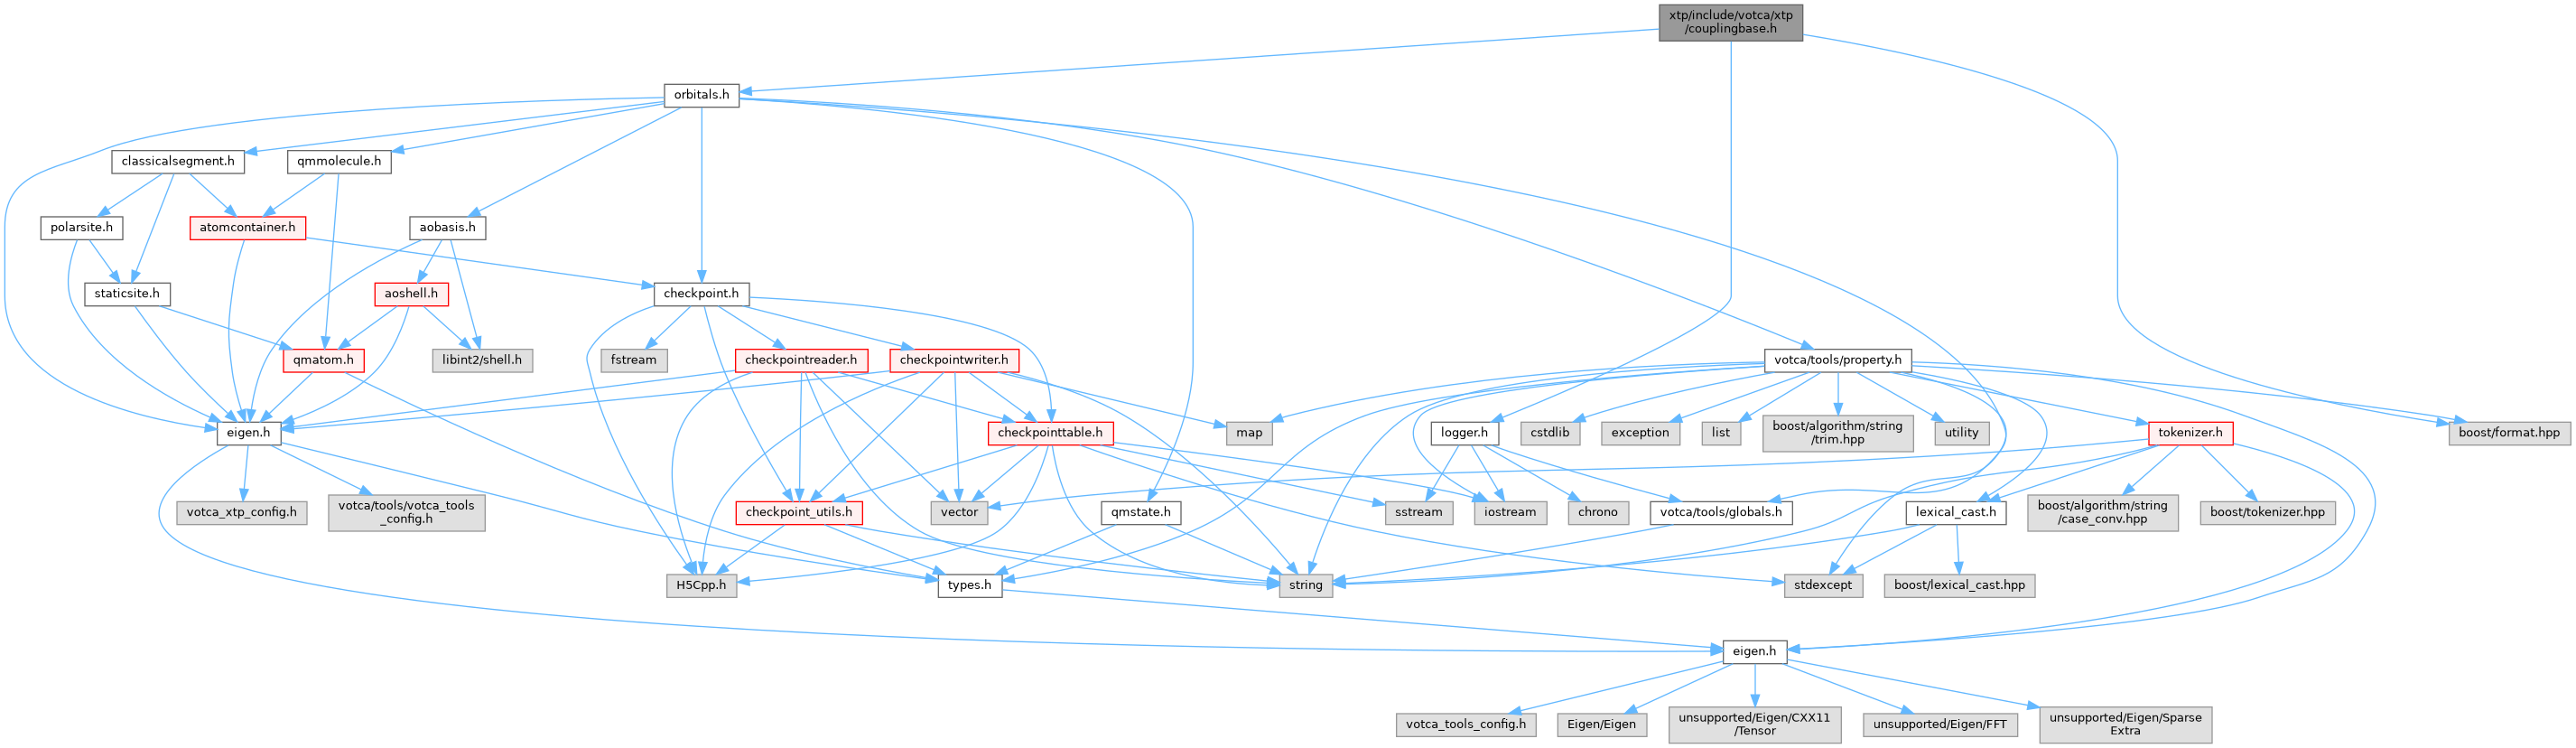 xtp/include/votca/xtp
/couplingbase.h
orbitals.h
classicalsegment.h
qmmolecule.h
polarsite.h
atomcontainer.h
aobasis.h
staticsite.h
aoshell.h
checkpoint.h
qmatom.h
libint2/shell.h
fstream
checkpointreader.h
checkpointwriter.h
votca/tools/property.h
eigen.h
checkpointtable.h
map
logger.h
cstdlib
exception
list
boost/algorithm/string
/trim.hpp
utility
tokenizer.h
boost/format.hpp
votca_xtp_config.h
votca/tools/votca_tools
_config.h
checkpoint_utils.h
vector
qmstate.h
sstream
iostream
chrono
votca/tools/globals.h
lexical_cast.h
boost/algorithm/string
/case_conv.hpp
boost/tokenizer.hpp
H5Cpp.h
types.h
string
stdexcept
boost/lexical_cast.hpp
eigen.h
votca_tools_config.h
Eigen/Eigen
unsupported/Eigen/CXX11
/Tensor
unsupported/Eigen/FFT
unsupported/Eigen/Sparse
Extra